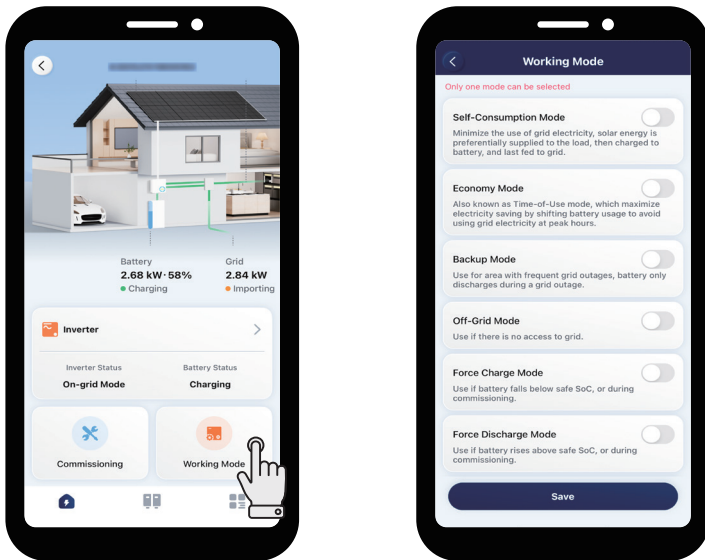 Battery Grid
2.68 kW·58% 2.84 kW
Charging Importing
Inverter
Inverter Status Battery Status
On-grid Mode Charging
Commissioning Working Mode
Working Mode
Only one mode can be selected
Self-Consumption Mode
Minimize the use of grid electricity, solar energy is
preferentially supplied to the load, then charged to
battery, and last fed to grid.
Economy Mode
Also known as Time-of-Use mode, which maximize
electricity saving by shifting battery usage to avoid
using grid electricity at peak hours.
Backup Mode
Use for area with frequent grid outages, battery only
discharges during a grid outage.
Off-Grid Mode
Use if there is no access to grid.
Force Charge Mode
Use if battery falls below safe SoC, or during
commissioning.
Force Discharge Mode
Use if battery rises above safe SoC, or during
commissioning.
Save